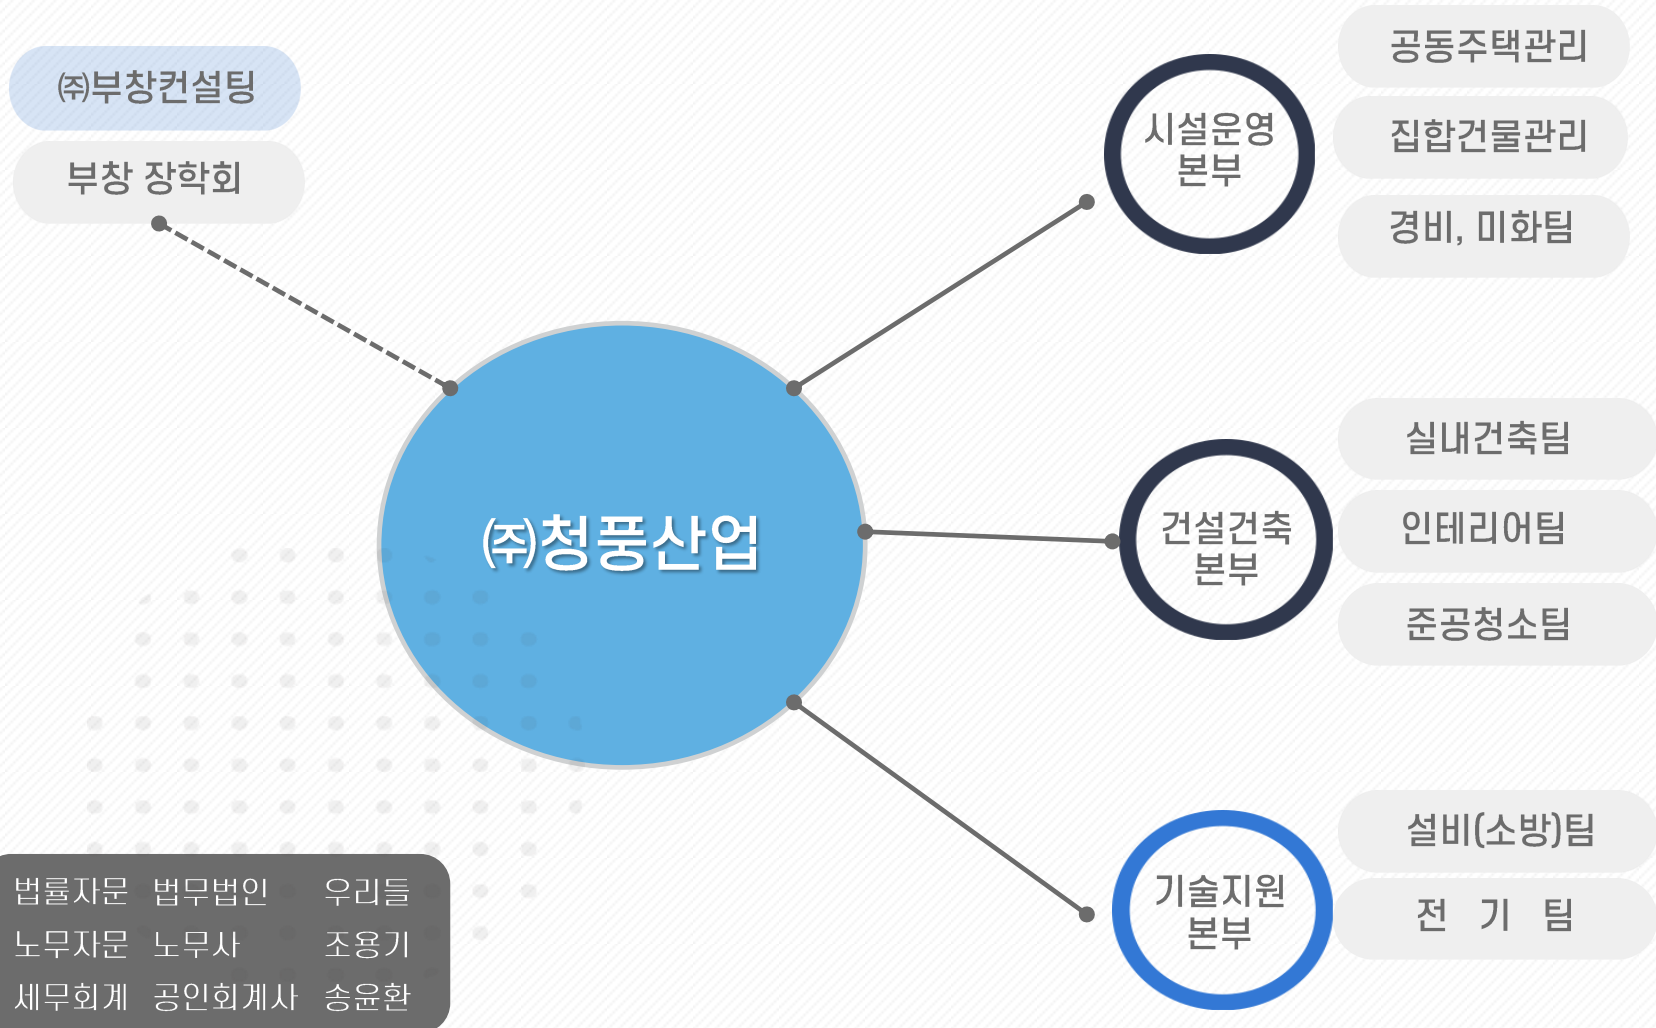 ㈜부창컨설팅
부창 장학회
㈜청풍산업
시설운영
본부
공동주택관리
집합건물관리
경비, 미화팀
건설건축
본부
실내건축팀
인테리어팀
준공청소팀
기술지원
본부
설비(소방)팀
전 기 팀
법률자문 법무법인 우리들
노무자문 노무사 조용기
세무회계 공인회계사 송윤환